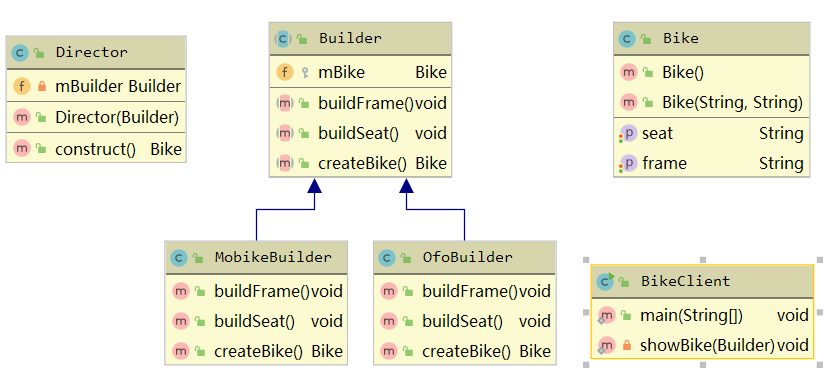 Director
mBuilder Builder
Director(Builder)
construct() Bike
Builder
mBike Bike
buildFrame() void
buildSeat() void
createBike() Bike
Bike
Bike()
Bike(String, String)
seat String
frame String
MobikeBuilder
buildFrame() void
buildSeat() void
createBike() Bike
OfoBuilder
buildFrame() void
buildSeat() void
createBike() Bike
BikeClient
main(String[]) void
showBike(Builder) void